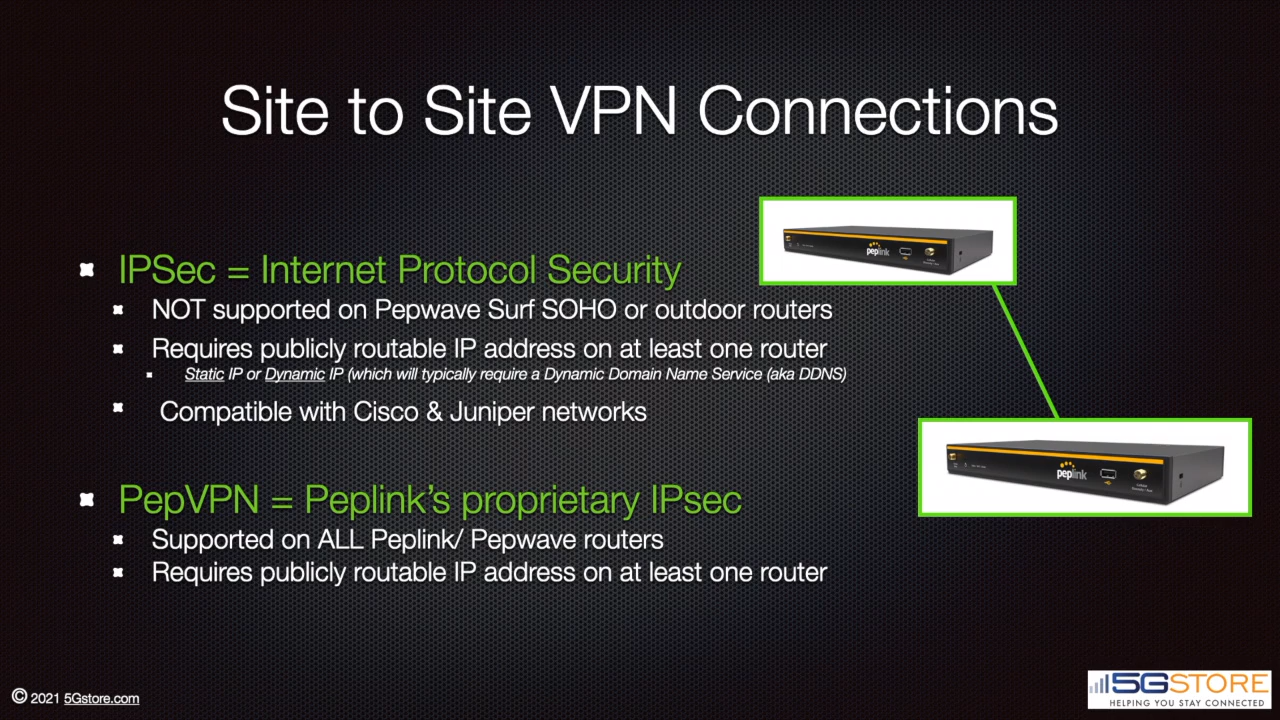 Site to Site VPN Connections
IPSec = Internet Protocol Security
NOT supported on Pepwave Surf SOHO or outdoor routers
Requires publicly routable IP address on at least one router
Static IP or Dynamic IP (which will typically require a Dynamic Domain Name Service (aka DDNS)
Compatible with Cisco & Juniper networks
PepVPN = Peplink’s proprietary IPsec
Supported on ALL Peplink/ Pepwave routers
Requires publicly routable IP address on at least one router
peplink
peplink
© 2021 5Gstore.com
5GSTORE
HELPING YOU STAY CONNECTED